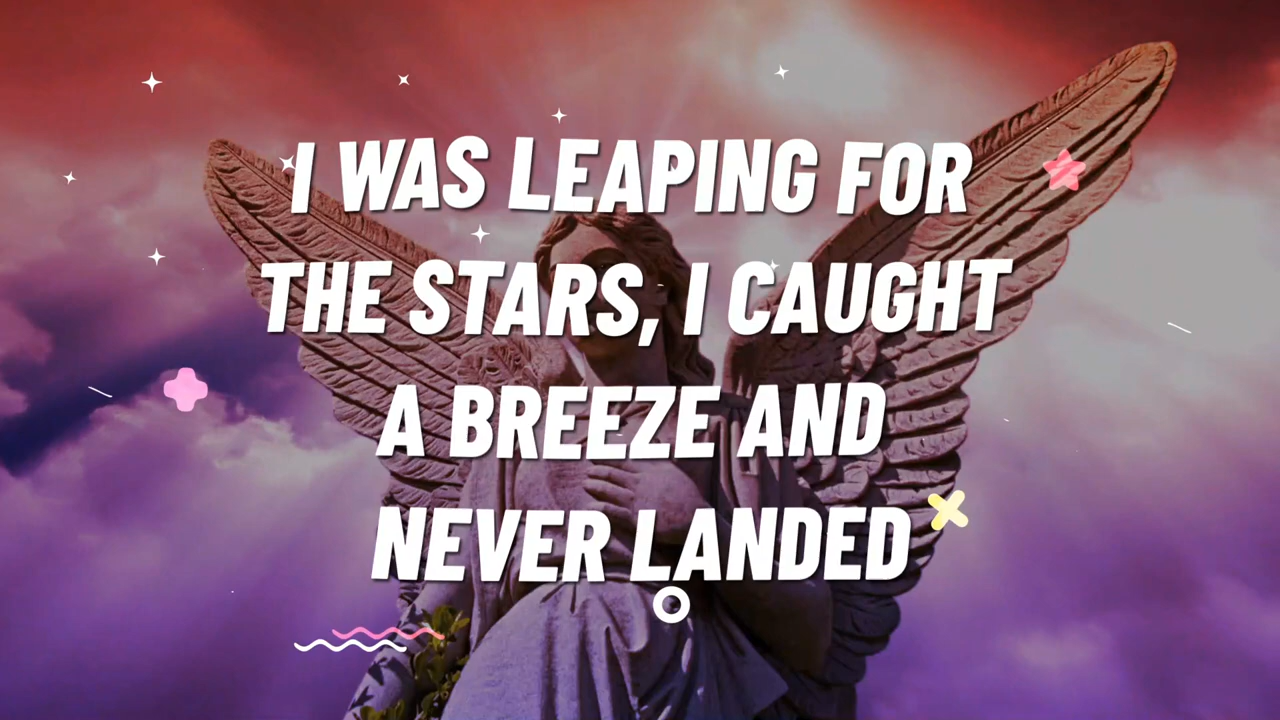 I WAS LEAPING FOR
THE STARS, I CAUGHT
A BREEZE AND
NEVER LANDED